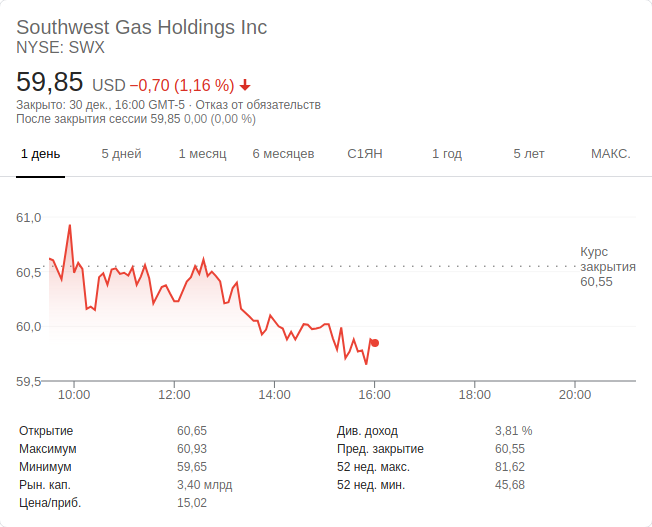 Southwest Gas Holdings Inc
NYSE: SWX
59,85 USD −0,70 (1,16 %)
Закрыто: 30 дек., 16:00 GMT-5 · Отказ от обязательств
После закрытия сессии 59,85 0,00 (0,00 %)
1 день 5 дней 1 месяц 6 месяцев С1ЯН 1 год 5 лет МАКС.
61,0
60,5
60,0
59,5
Курс
закрытия
60,55
10:00 12:00 14:00 16:00 18:00 20:00
Открытие 60,65 Див. доход 3,81 %
Максимум 60,93 Пред. закрытие 60,55
Минимум 59,65 52 нед. макс. 81,62
Рын. кап. 3,40 млрд 52 нед. мин. 45,68
Цена/приб. 15,02